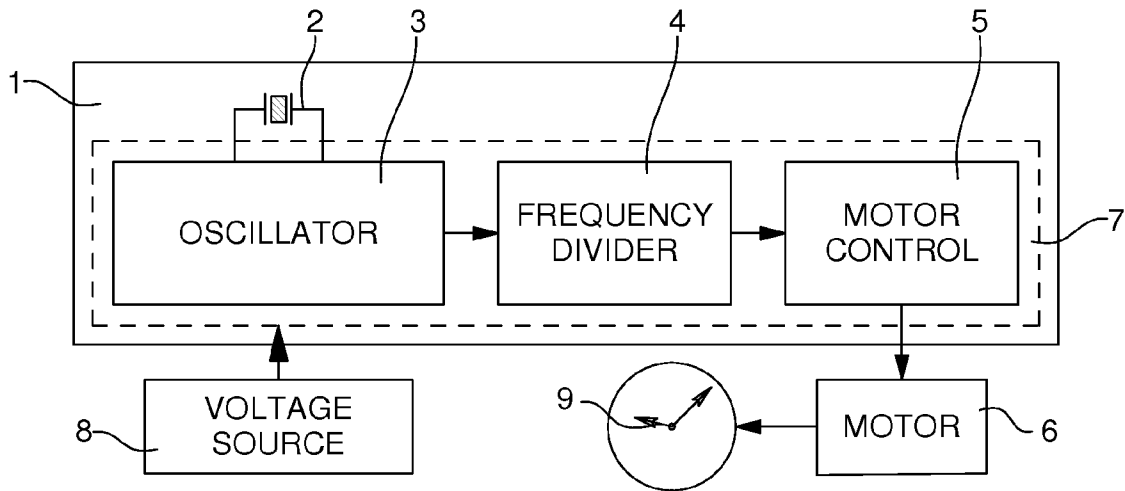 2
3
4
5
1
OSCILLATOR
FREQUENCY
DIVIDER
MOTOR
CONTROL
7
VOLTAGE
SOURCE
8
9
MOTOR
6